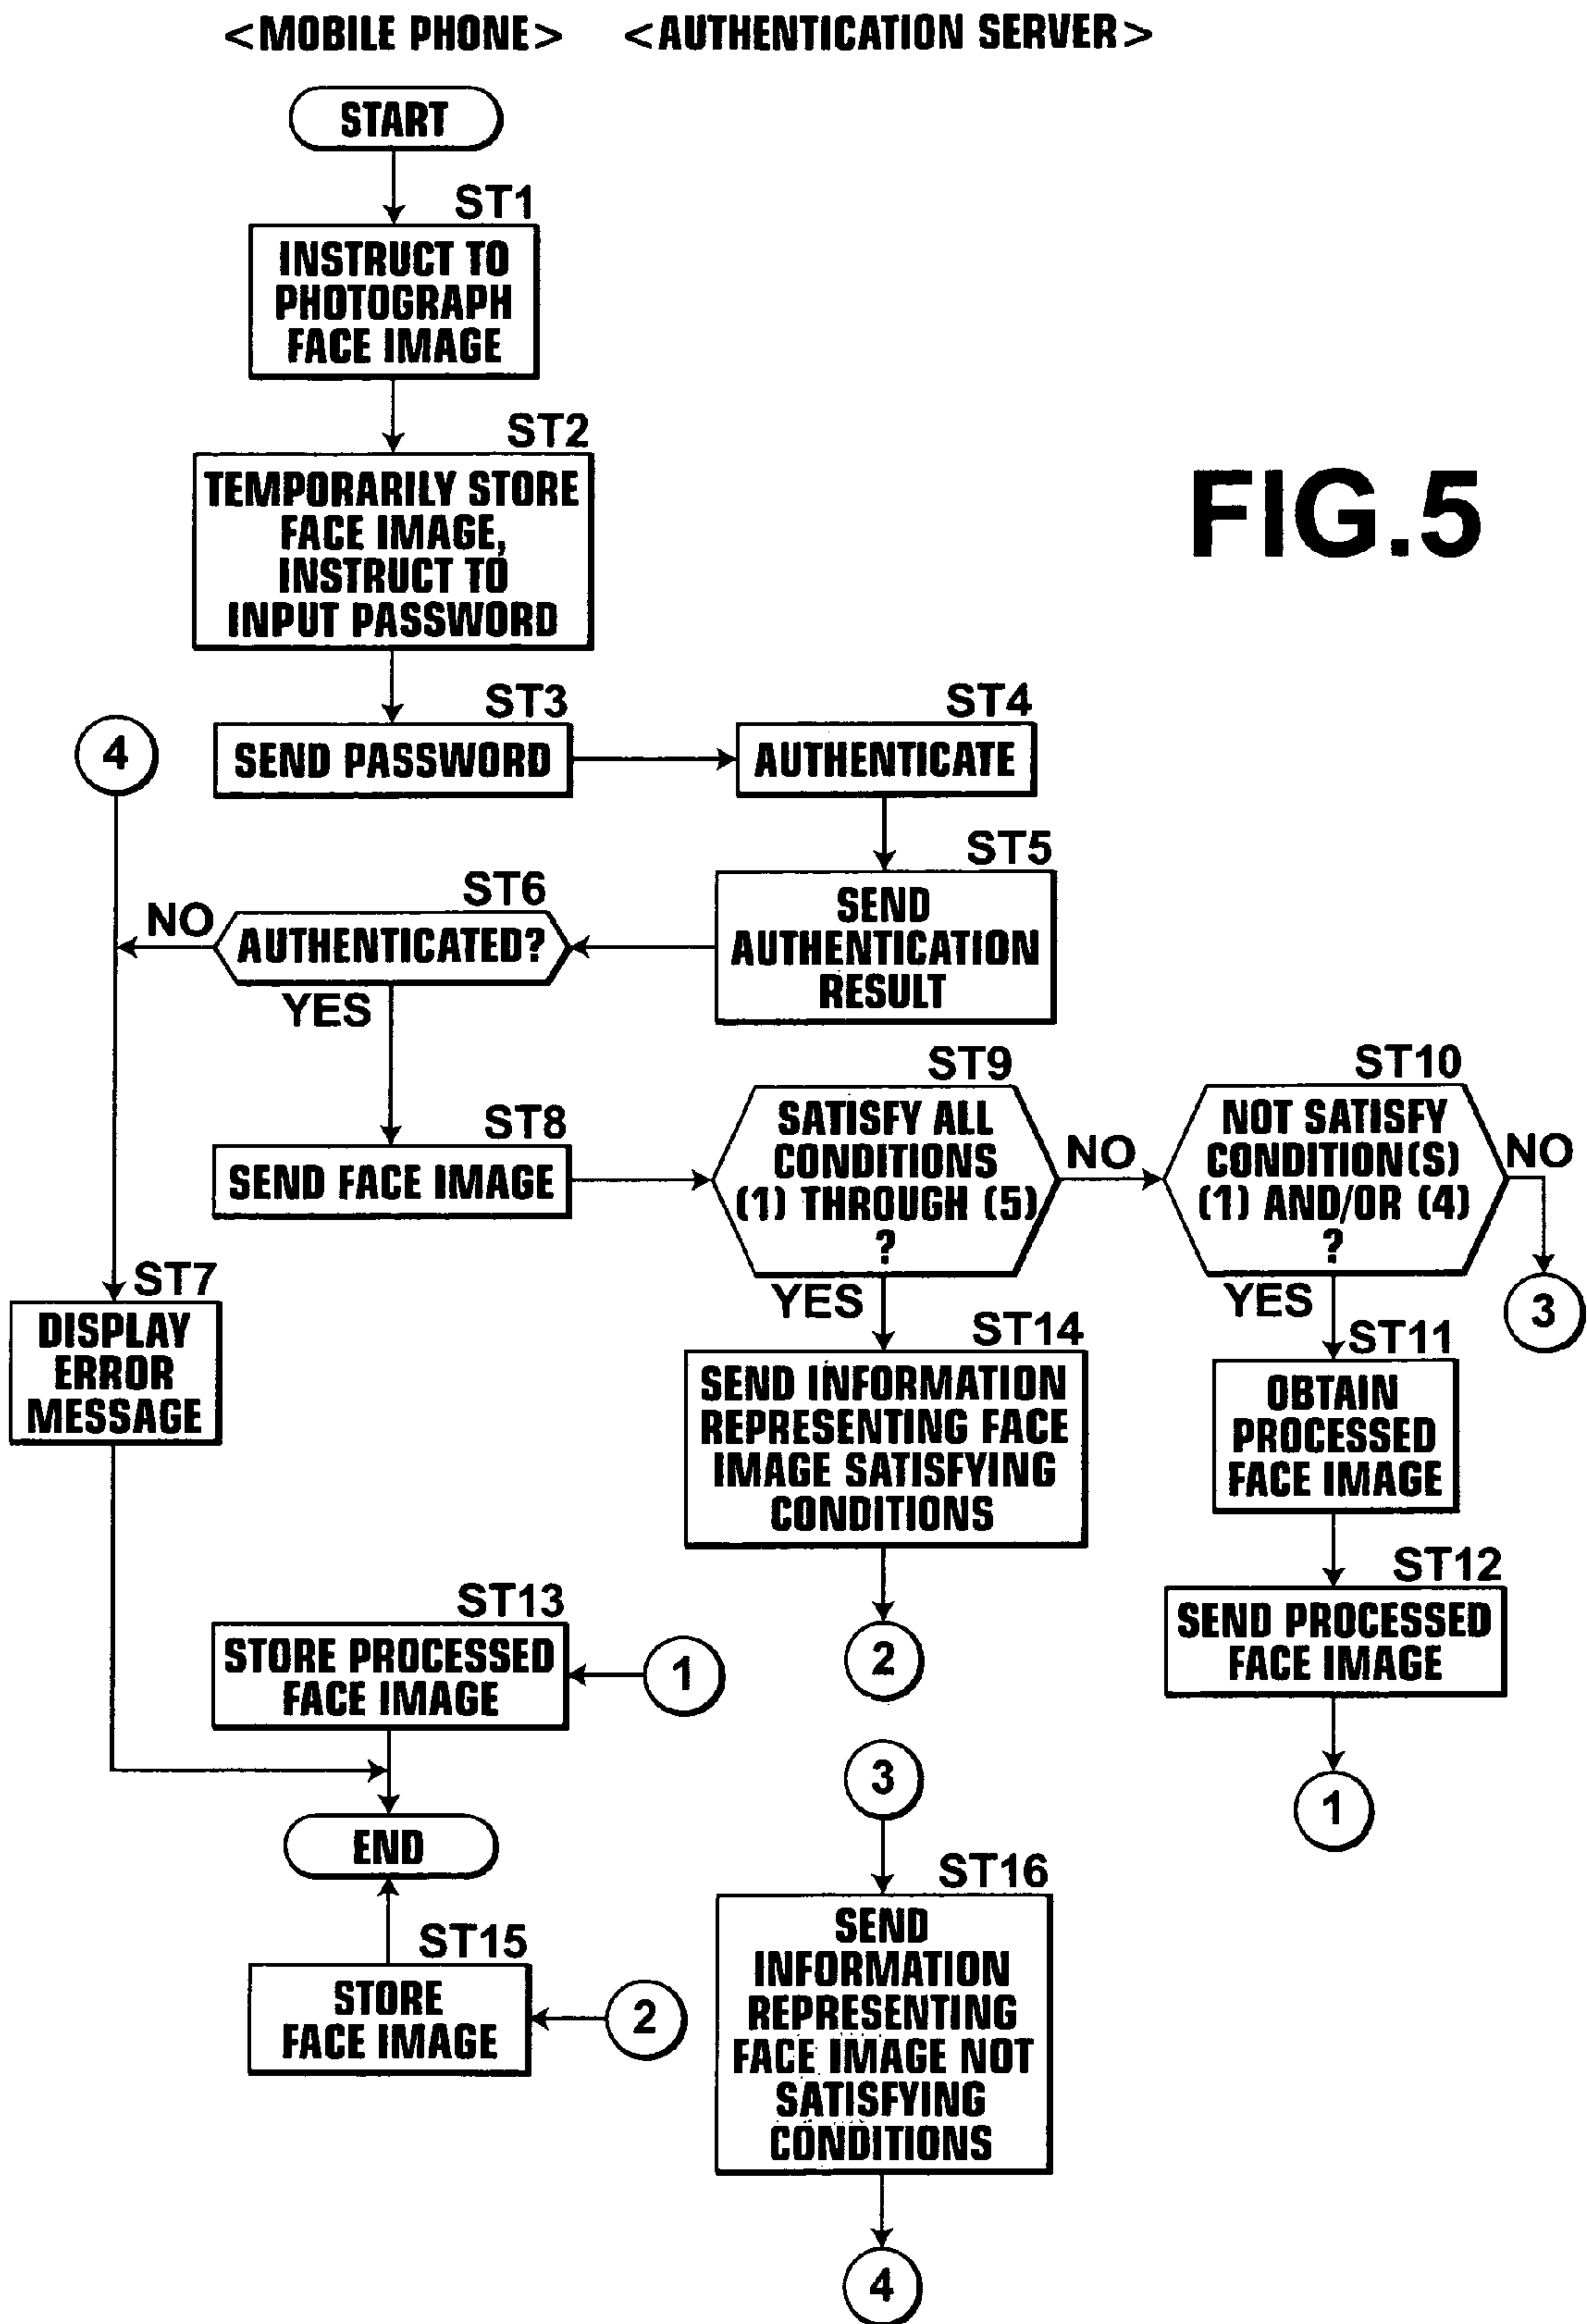 <MOBILE PHONE> <AUTHENTICATION SERVER>
START
ST1
INSTRUCT TO
PHOTOGRAPH
FACE IMAGE
ST2
TEMPORARILY STORE
FACE IMAGE,
INSTRUCT TO
INPUT PASSWORD
FIG.5
ST3
SEND PASSWORD
ST4
AUTHENTICATE
4
ST5
SEND
AUTHENTICATION
RESULT
ST6
AUTHENTICATED?
NO
YES
ST8
SEND FACE IMAGE
ST9
SATISFY ALL
CONDITIONS
(1) THROUGH (5)
?
NO
YES
ST10
NOT SATISFY
CONDITION(S)
(1) AND/OR (4)
?
NO
3
YES
ST7
DISPLAY
ERROR
MESSAGE
ST14
SEND INFORMATION
REPRESENTING FACE
IMAGE SATISFYING
CONDITIONS
2
ST11
OBTAIN
PROCESSED
FACE IMAGE
ST12
SEND PROCESSED
FACE IMAGE
1
ST13
STORE PROCESSED
FACE IMAGE
1
END
ST15
STORE
FACE IMAGE
2
3
ST16
SEND
INFORMATION
REPRESENTING
FACE IMAGE NOT
SATISFYING
CONDITIONS
4